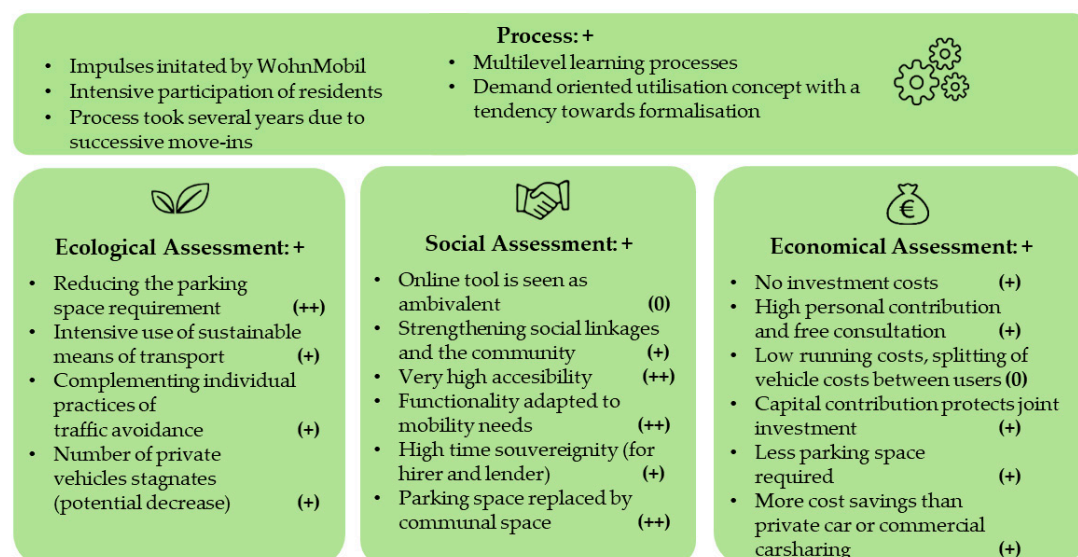 Process: +
• Impulses initated by WohnMobil
• Intensive participation of residents
• Process took several years due to
successive move-ins
• Multilevel learning processes
• Demand oriented utilisation concept with a
tendency towards formalisation
Ecological Assessment: +
• Reducing the parking
space requirement (++)
• Intensive use of sustainable
means of transport (+)
• Complementing individual
practices of
traffic avoidance (+)
• Number of private
vehicles stagnates
(potential decrease) (+)
Social Assessment: +
• Online tool is seen as
ambivalent (0)
• Strengthening social linkages
and the community (+)
• Very high accesibility (++)
• Functionality adapted to
mobility needs (++)
• High time souvereignity (for
hirer and lender) (+)
• Parking space replaced by
communal space (++)
€
Economical Assessment: +
• No investment costs (+)
• High personal contribution
and free consultation (+)
• Low running costs, splitting of
vehicle costs between users (0)
• Capital contribution protects joint
investment (+)
• Less parking space
required (+)
• More cost savings than
private car or commercial
carsharing (+)